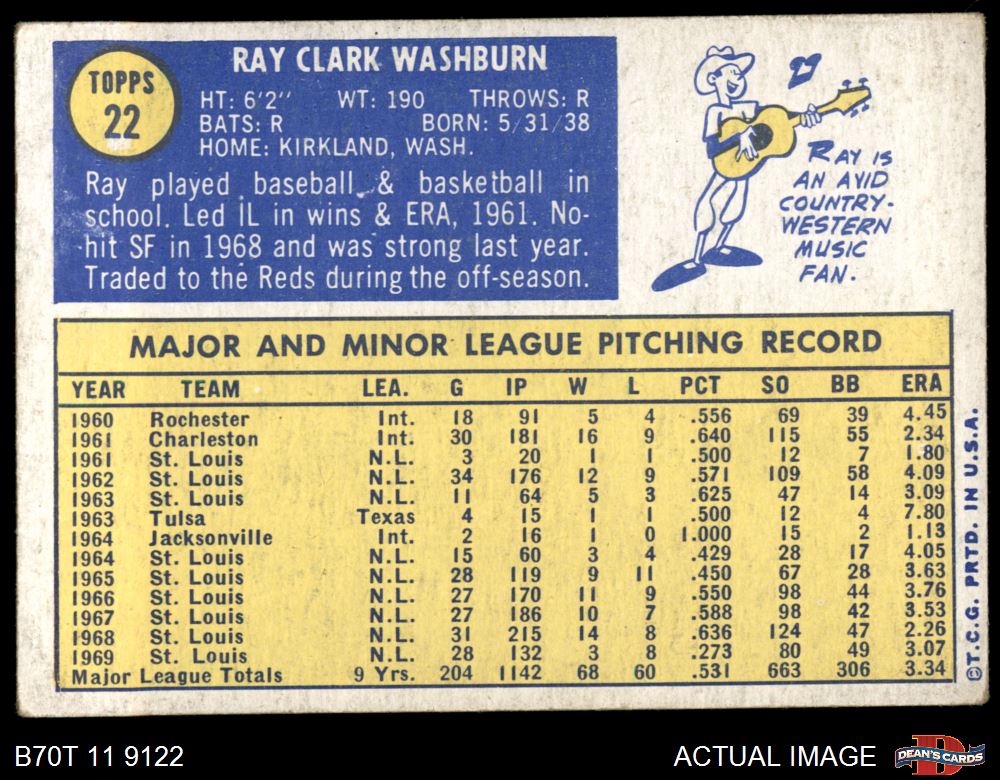 TOPPS
22
RAY CLARK WASHBURN
HT: 6'2" WT: 190 THROWS: R
BATS: R BORN: 5/31/38
HOME: KIRKLAND, WASH.
Ray played baseball & basketball in
school. Led IL in wins & ERA, 1961. No-
hit SF in 1968 and was strong last year.
Traded to the Reds during the off-season.
RAY IS
AN AVID
COUNTRY-
WESTERN
MUSIC
FAN.
MAJOR AND MINOR LEAGUE PITCHING RECORD
YEAR TEAM LEA. G IP W L PCT SO BB ERA
1960 Rochester Int. 18 91 5 4 .556 69 39 4.45
1961 Charleston Int. 30 181 16 9 .640 115 55 2.34
1961 St. Louis N.L. 3 20 1 1 .500 12 7 1.80
1962 St. Louis N.L. 34 176 12 9 .571 109 58 4.09
1963 St. Louis N.L. 11 64 5 3 .625 47 14 3.09
1963 Tulsa Texas 4 15 1 1 .500 12 4 7.80
1964 Jacksonville Int. 2 16 1 0 1.000 15 2 1.13
1964 St. Louis N.L. 15 60 3 4 .429 28 17 4.05
1965 St. Louis N.L. 28 119 9 11 .450 67 28 3.63
1966 St. Louis N.L. 27 170 11 9 .550 98 44 3.76
1967 St. Louis N.L. 27 186 10 7 .588 98 42 3.53
1968 St. Louis N.L. 31 215 14 8 .636 124 47 2.26
1969 St. Louis N.L. 28 132 3 8 .273 80 49 3.07
Major League Totals 9 Yrs. 204 1142 68 60 .531 663 306 3.34
©T.C.G. PRTD. IN U.S.A.
B70T 11 9122
ACTUAL IMAGE
DEAN'S CARDS